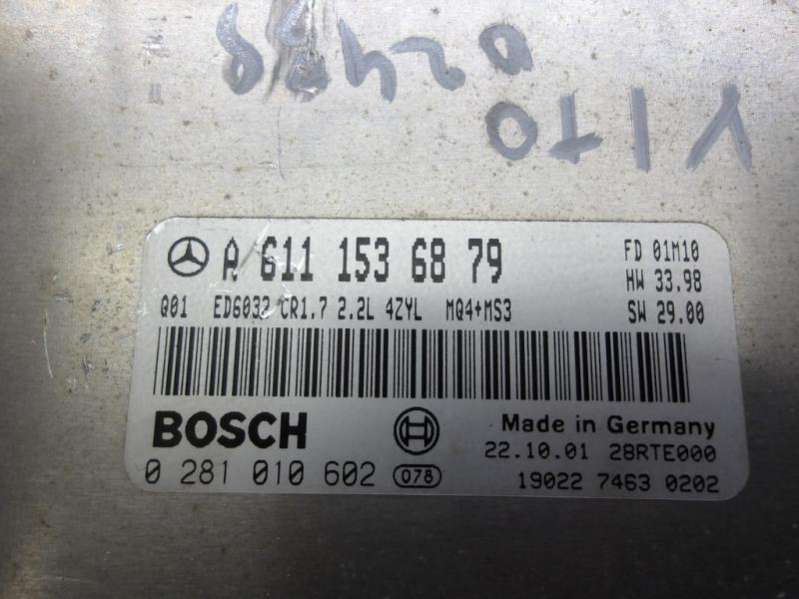 VITO
A 611 153 68 79
FD 01M10
HW 33.98
Q01 ED6032 CR1.7 2.2L 4ZYL MQ4+MS3
SW 29.00
BOSCH
Made in Germany
22.10.01 28RTE000
0 281 010 602 078
19022 7463 0202